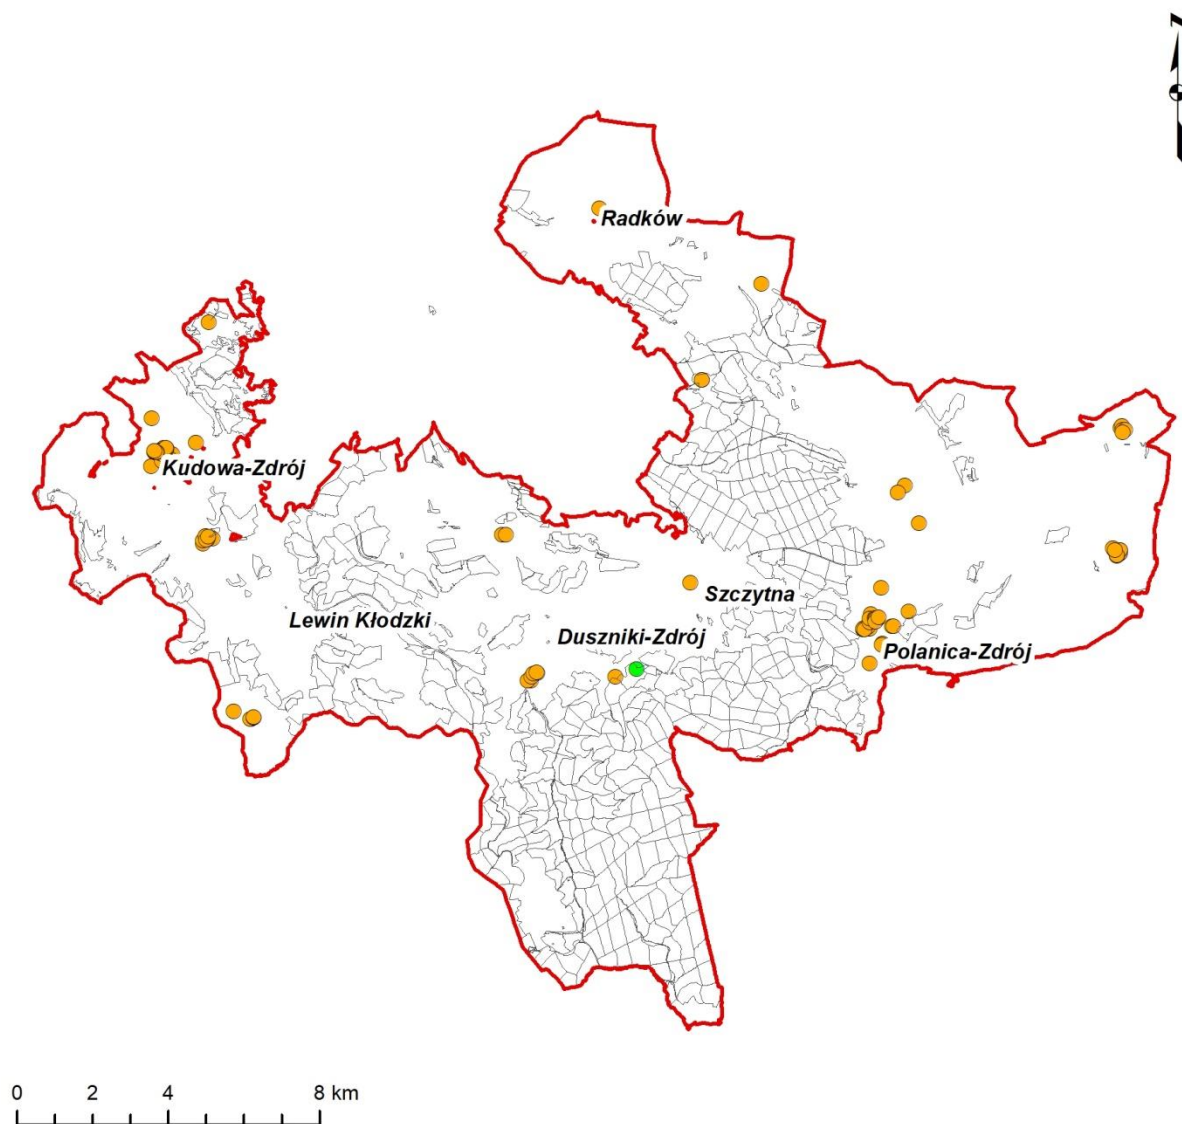 Radków
Kudowa-Zdrój
Szczytna
Lewin Kłodzki
Duszniki-Zdrój
Polanica-Zdrój
0 2 4 8 km